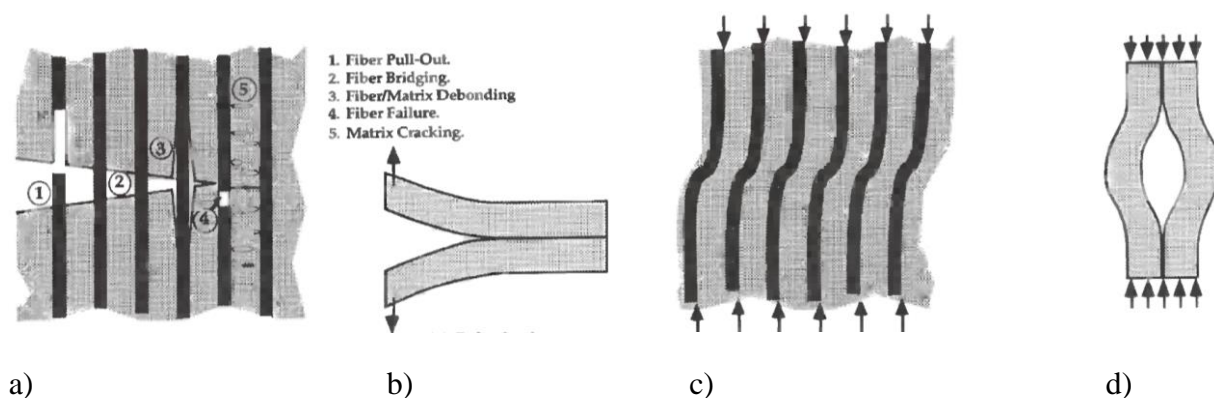 1. Fiber Pull-Out.
2. Fiber Bridging.
3. Fiber/Matrix Debonding
4. Fiber Failure.
5. Matrix Cracking.
5
3
1
2
4
a)
b)
c)
d)